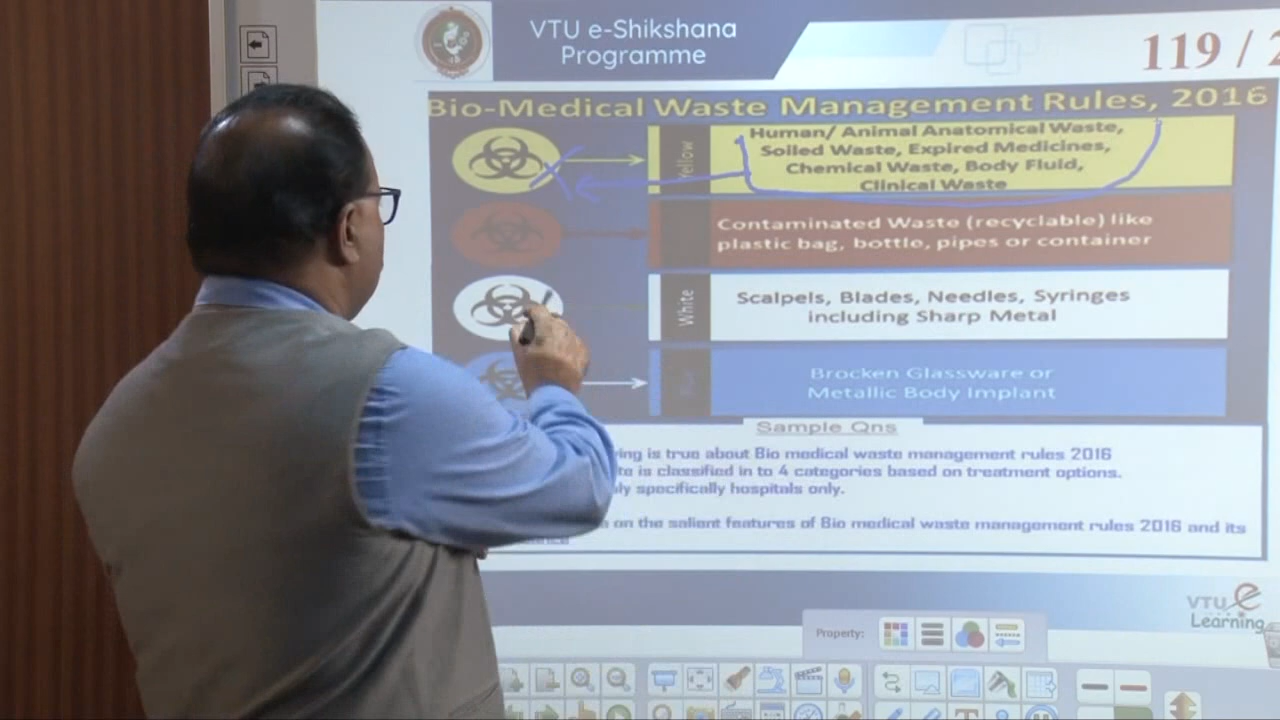 VTU e-Shikshana
Programme
119 / 2
Bio-Medical Waste Management Rules, 2016
Yellow
Human/ Animal Anatomical Waste,
Soiled Waste, Expired Medicines,
Chemical Waste, Body Fluid,
Clinical Waste
Contaminated Waste (recyclable) like
plastic bag, bottle, pipes or container
White
Scalpels, Blades, Needles, Syringes
including Sharp Metal
Brocken Glassware or
Metallic Body Implant
Sample Qns
is true about Bio medical waste management rules 2016
is classified in to 4 categories based on treatment options.
specifically hospitals only.
on the salient features of Bio medical waste management rules 2016 and its
VTU e
Learning
Property: